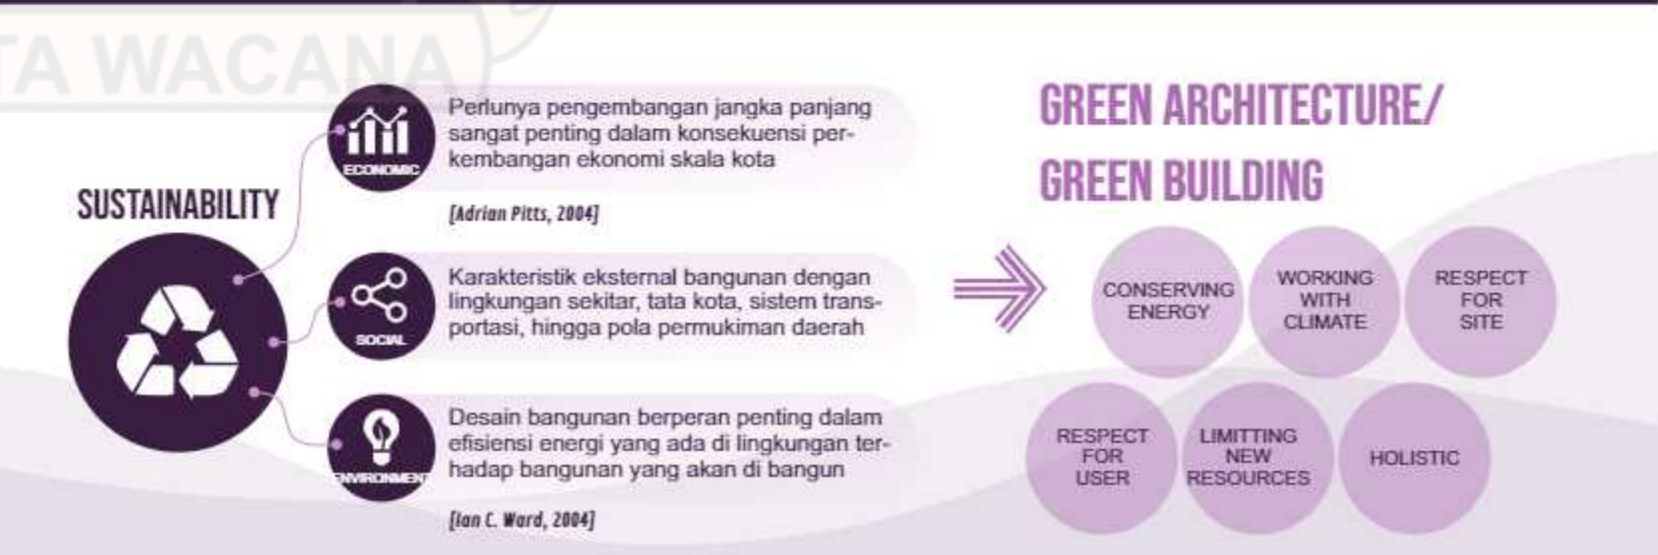 TA WACANA
SUSTAINABILITY
ECONOMIC
Perlunya pengembangan jangka panjang
sangat penting dalam konsekuensi per-
kembangan ekonomi skala kota
[Adrian Pitts, 2004]
SOCIAL
Karakteristik eksternal bangunan dengan
lingkungan sekitar, tata kota, sistem trans-
portasi, hingga pola permukiman daerah
ENVIRONMENT
Desain bangunan berperan penting dalam
efisiensi energi yang ada di lingkungan ter-
hadap bangunan yang akan di bangun
[Ian C. Ward, 2004]
GREEN ARCHITECTURE/
GREEN BUILDING
CONSERVING
ENERGY
WORKING
WITH
CLIMATE
RESPECT
FOR
SITE
RESPECT
FOR
USER
LIMITTING
NEW
RESOURCES
HOLISTIC